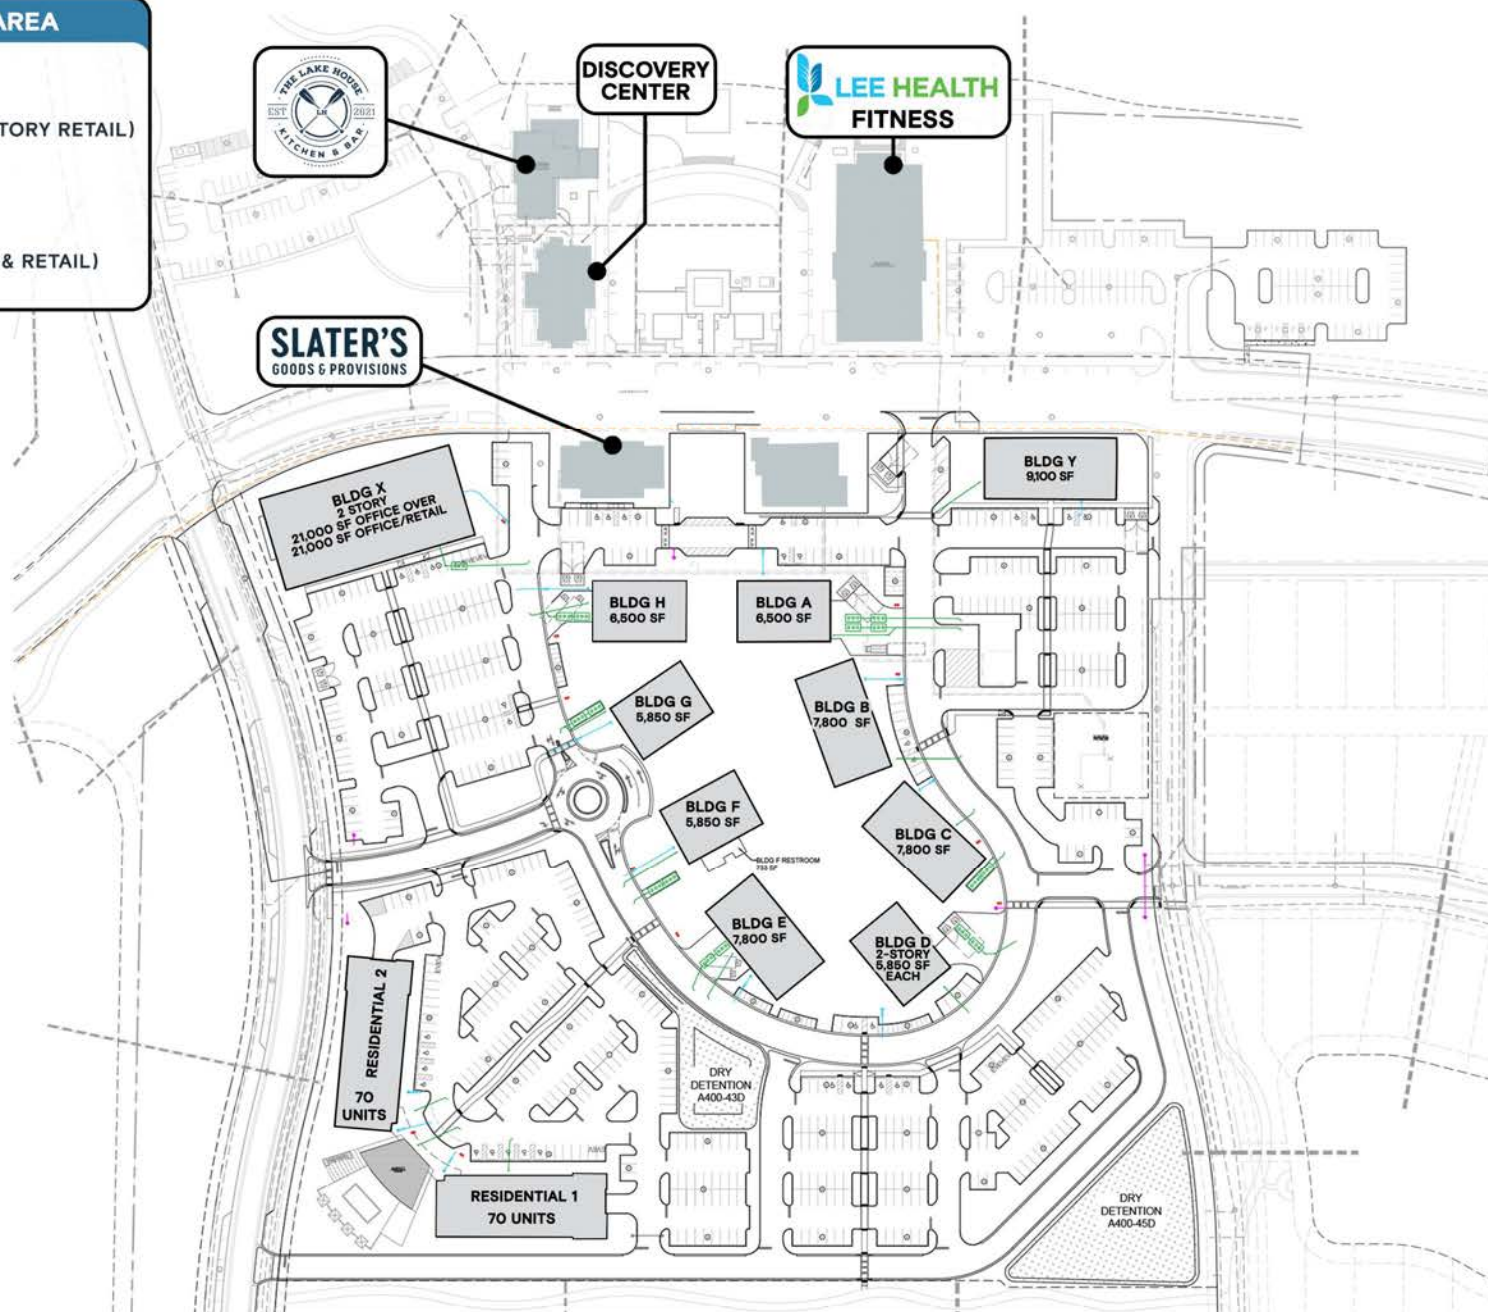 AREA
TORY RETAIL)
& RETAIL)
THE LAKE HOUSE
EST 2021
LH
KITCHEN & BAR
DISCOVERY
CENTER
LEE HEALTH
FITNESS
SLATER'S
GOODS & PROVISIONS
BLDG X
2 STORY
21,000 SF OFFICE OVER
21,000 SF OFFICE/RETAIL
BLDG Y
9,100 SF
BLDG H
6,500 SF
BLDG A
6,500 SF
BLDG G
5,850 SF
BLDG B
7,800 SF
BLDG F
5,850 SF
BLDG F RESTROOM
BLDG C
7,800 SF
BLDG E
7,800 SF
BLDG D
2-STORY
5,850 SF
EACH
RESIDENTIAL 2
70
UNITS
DRY
DETENTION
A400-43D
RESIDENTIAL 1
70 UNITS
DRY
DETENTION
A400-45D